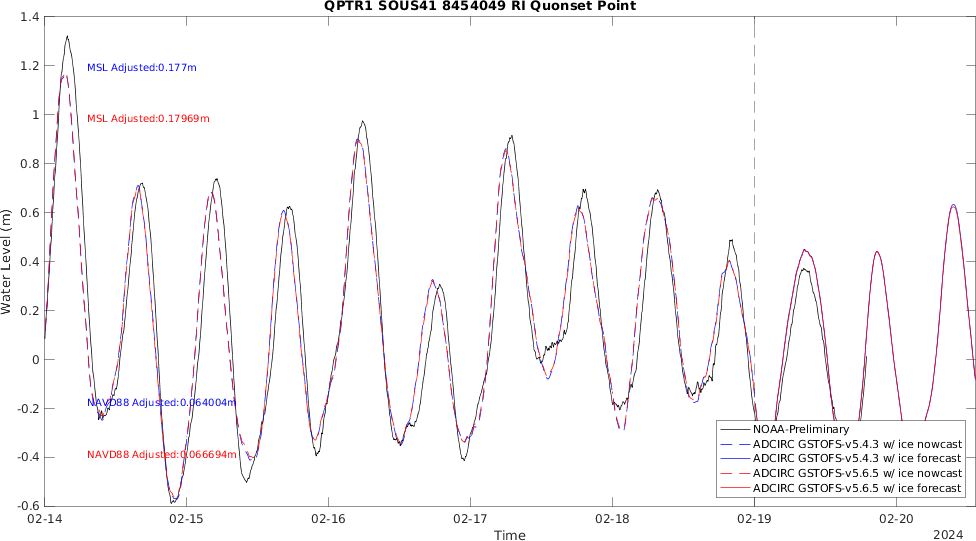 QPTR1 SOUS41 8454049 RI Quonset Point
1.4
1.2
1
0.8
0.6
0.4
0.2
0
-0.2
-0.4
-0.6
Water Level (m)
MSL Adjusted:0.177m
MSL Adjusted:0.17969m
NAVD88 Adjusted:0.064004m
NAVD88 Adjusted:0.066694m
NOAA-Preliminary
ADCIRC GSTOFS-v5.4.3 w/ ice nowcast
ADCIRC GSTOFS-v5.4.3 w/ ice forecast
ADCIRC GSTOFS-v5.6.5 w/ ice nowcast
ADCIRC GSTOFS-v5.6.5 w/ ice forecast
02-14 02-15 02-16 02-17 02-18 02-19 02-20
Time
2024